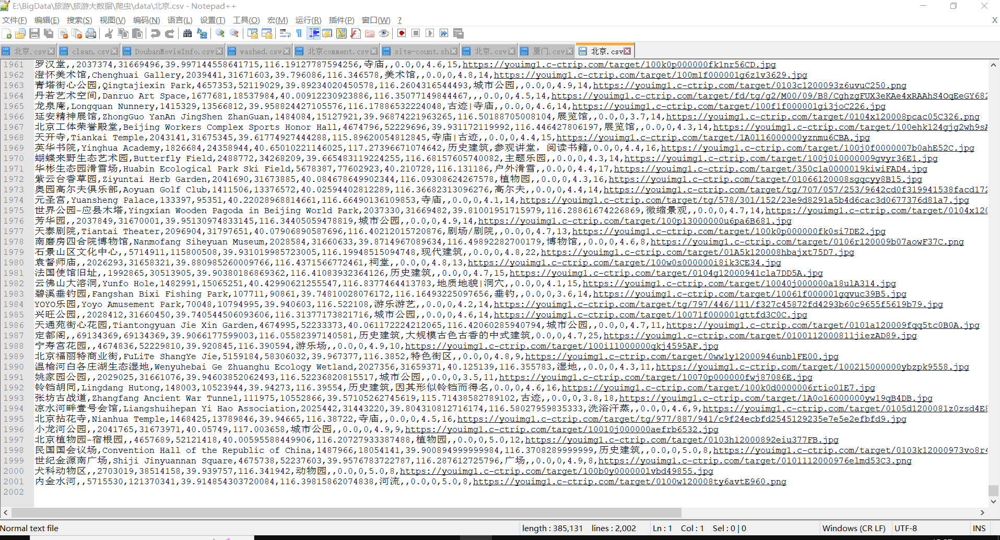 E:\BigData\旅游\旅游大数据\爬虫\data\北京.csv - Notepad++
文件(F) 编辑(E) 搜索(S) 视图(V) 编码(N) 语言(L) 设置(T) 工具(O) 宏(M) 运行(R) 插件(P) 窗口(W) ? X
北京.csv clean.csv DoubanMovieInfo.csv washed.csv 北京comment.csv site-count.sh 北京.csv 厦门.csv 北京.csv
1961 罗汉堂,,2037374,31669496,39.997144558641715,116.19127787594256,寺庙,,0.0,0,4.6,15,https://youimg1.c-ctrip.com/target/100k0p000000fk1nr56CD.jpg
1962 澄怀美术馆,Chenghuai Gallery,2039441,31671603,39.796086,116.346578,美术馆,,0.0,0,4.8,14,https://youimg1.c-ctrip.com/target/100m1f000001g6z1v3629.jpg
1963 青塔街心公园,Qingtajiexin Park,4657353,52119029,39.89234020450578,116.2604316544493,城市公园,,0.0,0,4.9,14,https://youimg1.c-ctrip.com/target/0103c1200093z6uvuC250.png
1964 丹若艺术空间,Danruo Art Space,1677681,18537984,40.00912230923886,116.35077149844467,,,0.0,0,4.5,14,https://youimg1.c-ctrip.com/target/fd/tg/g2/M00/09/B8/CghzgFUX3eKAe4xRAAhS4OqEeGY682
1965 龙泉庵,Longquan Nunnery,1415329,13566812,39.958824427105576,116.17886532224048,古迹|寺庙,,0.0,0,4.6,14,https://youimg1.c-ctrip.com/target/100f1f000001gi3joC226.jpg
1966 延安精神展馆,ZhongGuo YanAn JingShen ZhanGuan,1484084,15127921,39.96874221963265,116.50188705008104,展览馆,,0.0,0,3.7,14,https://youimg1.c-ctrip.com/target/0104x120008pcac05C326.png
1967 北京工体荣誉殿堂,Beijing Workers Complex Sports Honor Hall,4674796,52229696,39.931172119992,116.446427806197,展览馆,,0.0,0,4.3,14,https://youimg1.c-ctrip.com/target/100ehk124gjg2wh9sA
1968 天开寺,Tiankai Temple,2043141,31675345,39.61774927444288,115.89620054812845,寺庙|古迹,,0.0,0,4.4,15,https://youimg1.c-ctrip.com/target/1A0l16000000yznmu6CBA.jpg
1969 英华书院,Yinghua Academy,1826684,24358944,40.65010221146025,117.27396671074642,历史建筑,参观讲堂，阅读书籍,0.0,0,4.4,16,https://youimg1.c-ctrip.com/target/100j0f0000007b0ahE52C.jpg
1970 蝴蝶来野生态艺术园,Butterfly Field,2488772,34268209,39.665483119224255,116.68157605740082,主题乐园,,0.0,0,4.3,14,https://youimg1.c-ctrip.com/target/100j0i0000009gvyr36E1.jpg
1971 华彬生态园滑雪场,Huabin Ecological Park Ski Field,5678387,77602923,40.210728,116.131186,户外滑雪,,0.0,0,4.4,17,https://youimg1.c-ctrip.com/target/350c1a0000019kiwiFAD4.jpg
1972 紫云台香草园,Ziyuntai Herb Garden,2041690,31673885,40.084678649902344,116.09308624267578,植物园,,0.0,0,4.3,16,https://youimg1.c-ctrip.com/target/01066120008sgqcyy8B15.jpg
1973 奥园高尔夫俱乐部,Aoyuan Golf Club,1411506,13376572,40.02594402812289,116.36682313096276,高尔夫,,0.0,0,4.4,14,https://youimg1.c-ctrip.com/target/tg/707/057/253/9642cd0f319941538facd172
1974 元圣宫,Yuansheng Palace,133397,95351,40.22028968814661,116.66490136109853,寺庙,,0.0,0,4.1,14,https://youimg1.c-ctrip.com/target/tg/578/301/152/23e9d8291a5b4d6cac3d0677376d81a7.jpg
1975 世界公园-应县木塔,Yingxian Wooden Pagoda in Beijing World Park,2037330,31669482,39.81001951715979,116.28861674226869,微缩景观,,0.0,0,4.7,14,https://youimg1.c-ctrip.com/target/0104x120
1976 芳华园,,2037849,31670001,39.95130974833145,116.34405059478819,城市公园,,0.0,0,4.9,14,https://youimg1.c-ctrip.com/target/100p13000000u6pa6B681.jpg
1977 天泰剧院,Tiantai Theater,2096904,31797651,40.07906890587696,116.40212015720876,剧场/剧院,,0.0,0,4.7,13,https://youimg1.c-ctrip.com/target/100k0p000000fk0si7DE2.jpg
1978 南磨房四合院博物馆,Nanmofang Siheyuan Museum,2028584,31660633,39.8714967089634,116.49892282700179,博物馆,,0.0,0,4.6,8,https://youimg1.c-ctrip.com/target/0106r120009b07aowF37C.png
1979 石景山区文化中心,,5714911,115800508,39.931019985723005,116.19948515094748,现代建筑,,0.0,0,4.8,22,https://youimg1.c-ctrip.com/target/01A5k120008hbajxt75D7.jpg
1980 袁督师庙,,2026293,31658321,39.880985260009766,116.4371566772461,祠堂,,0.0,0,4.8,13,https://youimg1.c-ctrip.com/target/100w0s000000i8ik3CE34.jpg
1981 法国使馆旧址,,1992865,30513905,39.90380186869362,116.41083932364126,历史建筑,,0.0,0,4.7,15,https://youimg1.c-ctrip.com/target/0104g12000941cla7DD5A.jpg
1982 云佛山大溶洞,Yunfo Hole,1482991,15065251,40.42990621255547,116.8377464413783,地质地貌|洞穴,,0.0,0,4.1,15,https://youimg1.c-ctrip.com/target/10040j000000a18ulA314.jpg
1983 碧溪垂钓园,Fangshan Bixi Fishing Park,107711,90861,39.74810028076172,116.16493225097656,垂钓,,0.0,0,3.6,14,https://youimg1.c-ctrip.com/target/10061f000001gqvuc39B5.jpg
1984 YOYO乐园,Yoyo Amusement Park,70048,10794995,39.940603,116.522108,游乐游艺,,0.0,0,4.2,14,https://youimg1.c-ctrip.com/target/tg/797/446/111/f327c45872fd4293b60c9655f5619b79.jpg
1985 兴旺公园,,2028412,31660450,39.740544506093606,116.31377173821716,城市公园,,0.0,0,4.6,14,https://youimg1.c-ctrip.com/target/10071f000001gttfd3C0C.jpg
1986 天通苑街心花园,Tiantongyuan Jie Xin Garden,4674995,52233373,40.061172224212065,116.42060285940794,城市公园,,0.0,0,4.7,11,https://youimg1.c-ctrip.com/target/0101a120009fqq5tc0B0A.jpg
1987 定都阁,,69134369,69134369,39.9066177599003,116.05582397140581,历史建筑,大规模古色古香的中式建筑,0.0,0,4.7,25,https://youimg1.c-ctrip.com/target/0100112000811jiezAD89.jpg
1988 宁寿宫花园,,4674836,52229810,39.920845,116.390594,游乐场,,0.0,0,4.9,10,https://youimg1.c-ctrip.com/target/100i11000000qkj4595AF.jpg
1989 北京福丽特商业街,FuLiTe ShangYe Jie,5159184,58306032,39.967377,116.3852,特色街区,,0.0,0,4.8,9,https://youimg1.c-ctrip.com/target/0ww1y12000946unblFE00.jpg
1990 温榆河白各庄湖生态湿地,Wenyuhebai Ge Zhuanghu Ecology Wetland,2027356,31659371,40.125139,116.355783,湿地,,0.0,0,4.3,11,https://youimg1.c-ctrip.com/target/100215000000ybzpk9558.jpg
1991 姚家园公园,,2029025,31661076,39.94603852062493,116.52236820815517,城市公园,,0.0,0,3.5,11,https://youimg1.c-ctrip.com/target/10070p000000fwj87086E.jpg
1992 铃铛胡同,Lingdang Hutong,148003,10523944,39.94273,116.39554,历史建筑,因其形似铃铛而得名,0.0,0,4.6,16,https://youimg1.c-ctrip.com/target/100k0d0000006rtio01E7.jpg
1993 张坊古战道,Zhangfang Ancient War Tunnel,111975,10552866,39.57105262745619,115.71438582789102,古迹,,0.0,0,3.8,18,https://youimg1.c-ctrip.com/target/1A0o16000000yw19qB4DB.jpg
1994 凉水河畔壹号会馆,Liangshuihepan Yi Hao Association,2025442,31443220,39.804310812716174,116.58027959835333,洗浴汗蒸,,0.0,0,4.6,9,https://youimg1.c-ctrip.com/target/0105d1200081z0zsd4E8
1995 北京拈花寺,Nianhua Temple,1468425,13789846,39.94665,116.38722,寺庙,,0.0,0,4.5,16,https://youimg1.c-ctrip.com/target/tg/977/887/941/c9f24ecbfd2545129235e7e5e2efbfd9.jpg
1996 小龙河公园,,2041765,31673971,40.05749,117.003658,城市公园,,0.0,0,4.9,9,https://youimg1.c-ctrip.com/target/10010j000000aefrb6532.jpg
1997 北京植物园-宿根园,,4657689,52121418,40.00595588449906,116.20727933387488,植物园,,0.0,0,5.0,12,https://youimg1.c-ctrip.com/target/0103h12000892eiu377FB.jpg
1998 民国国会议场,Convention Hall of the Republic of China,1487966,18054141,39.900894999999984,116.3708289999999,历史建筑,,0.0,0,5.0,8,https://youimg1.c-ctrip.com/target/0103k12000973vo8r4
1999 世纪金源南广场,Shiji Jinyuannan Square,4675738,52237603,39.9576783722787,116.287612725796,广场,,0.0,0,4.9,8,https://youimg1.c-ctrip.com/target/0101112000976elmd53C3.png
2000 犬科动物区,,2703019,38514158,39.939757,116.341942,动物园,,0.0,0,5.0,8,https://youimg1.c-ctrip.com/target/100b0y000000lvbd49855.jpg
2001 内金水河,,5715530,121370341,39.914854303720084,116.39815862074838,河流,,0.0,0,5.0,8,https://youimg1.c-ctrip.com/target/0100w120008ty6avtE960.png
2002
Normal text file length : 385,131 lines : 2,002 Ln : 1 Col : 1 Sel : 0 | 0 Windows (CR LF) UTF-8 INS